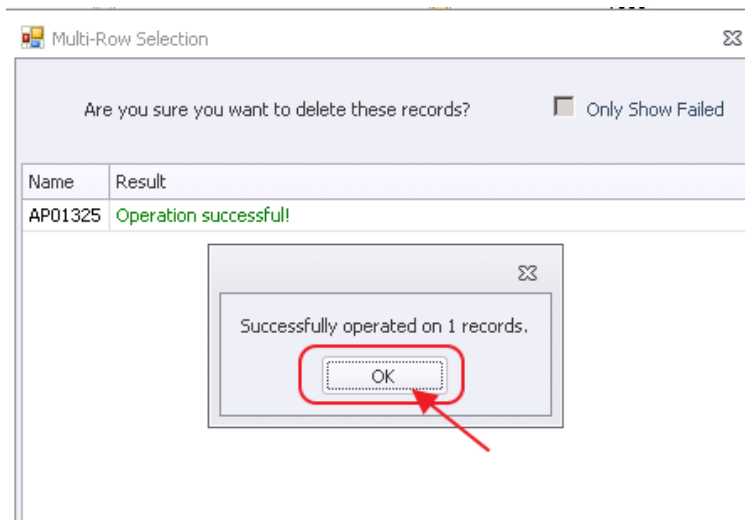 Multi-Row Selection
Are you sure you want to delete these records? Only Show Failed
Name Result
AP01325 Operation successful!
Successfully operated on 1 records.
OK